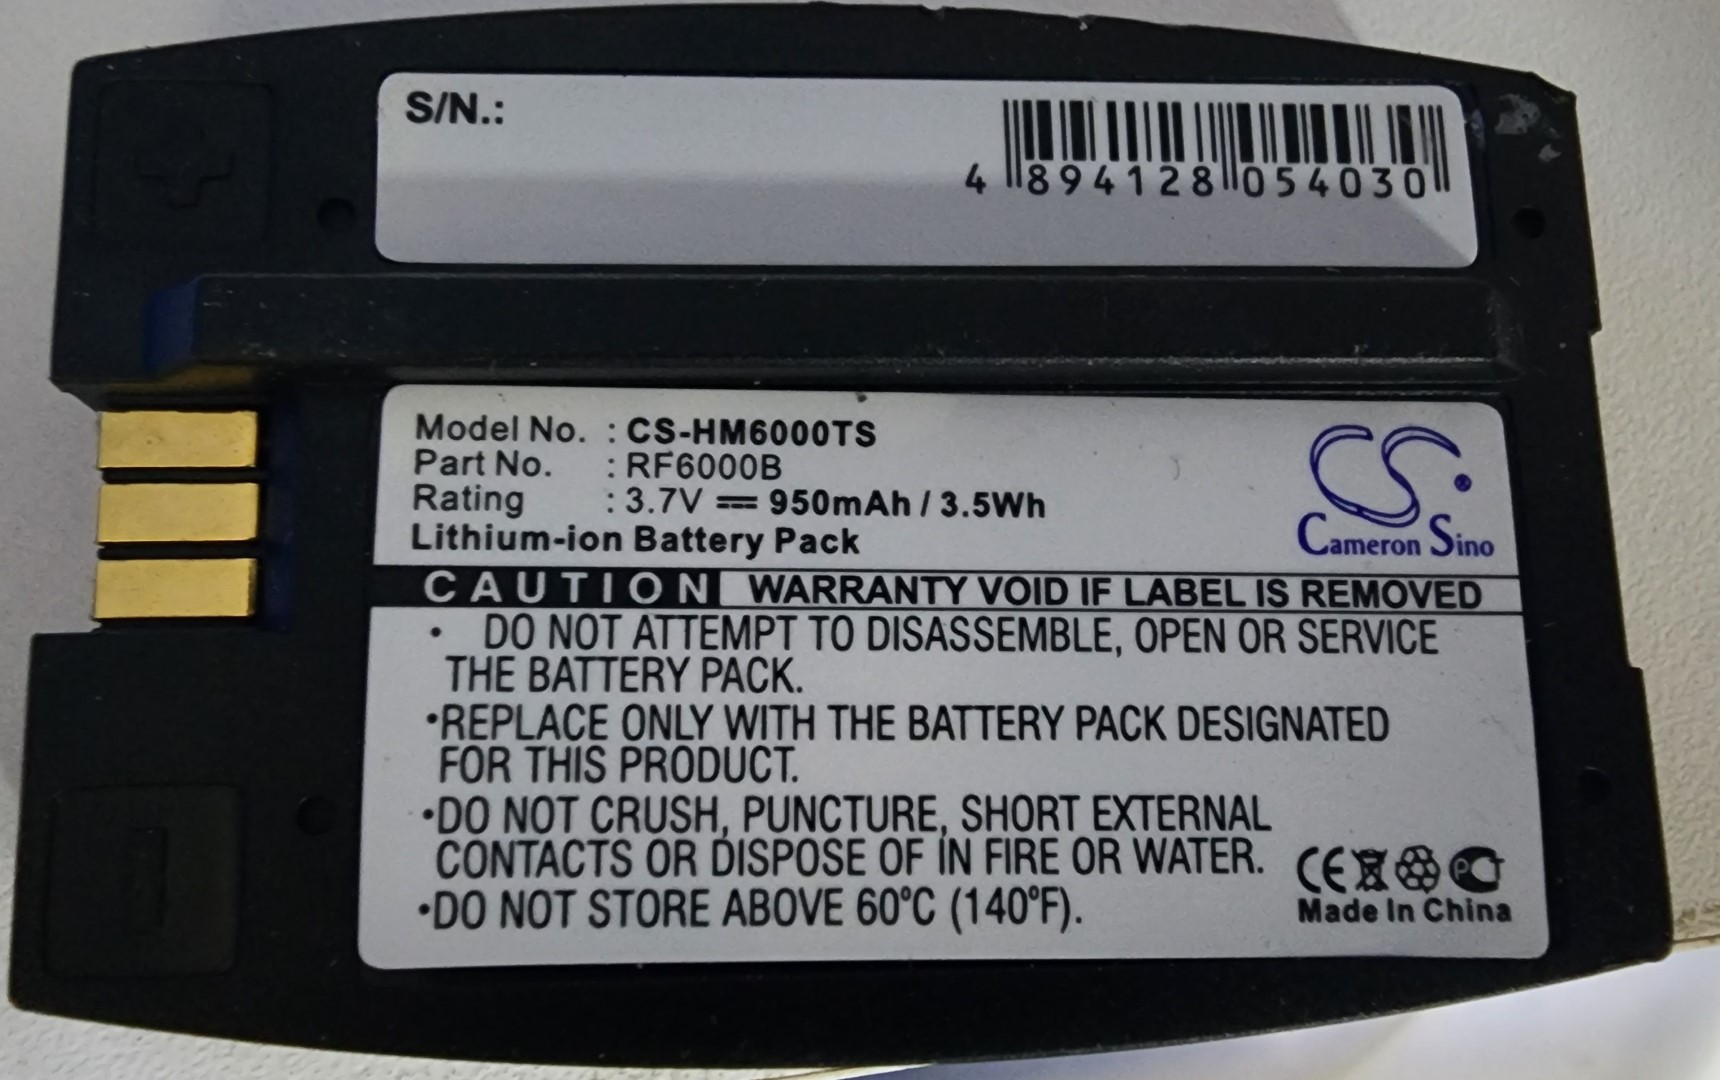 S/N.:
4 894128 054030
Model No. : CS-HM6000TS
Part No. : RF6000B
Rating : 3.7V ⎓ 950mAh / 3.5Wh
Lithium-ion Battery Pack
CS®
Cameron Sino
CAUTION WARRANTY VOID IF LABEL IS REMOVED
• DO NOT ATTEMPT TO DISASSEMBLE, OPEN OR SERVICE
THE BATTERY PACK.
•REPLACE ONLY WITH THE BATTERY PACK DESIGNATED
FOR THIS PRODUCT.
•DO NOT CRUSH, PUNCTURE, SHORT EXTERNAL
CONTACTS OR DISPOSE OF IN FIRE OR WATER.
•DO NOT STORE ABOVE 60°C (140°F).
CE PCT
Made In China